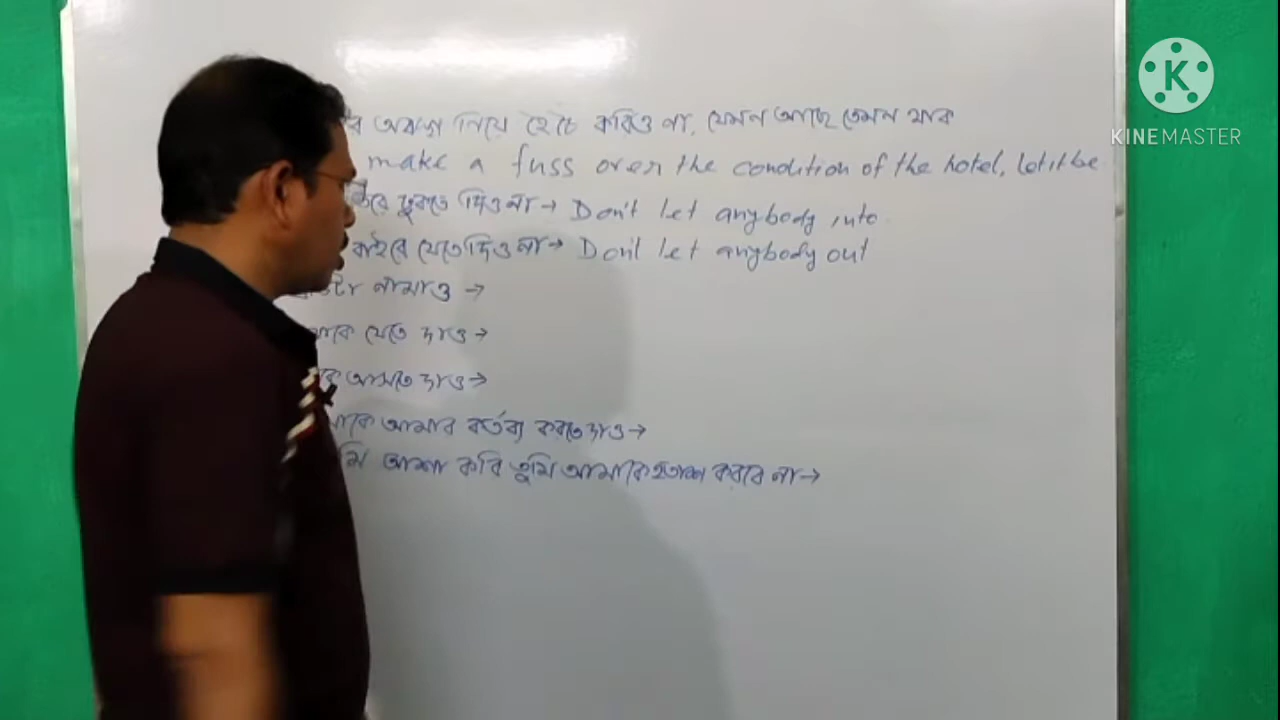 অবস্থা নিয়ে হৈ চৈ করিও না, যেমন আছে তেমন থাক
make a fuss over the condition of the hotel, let it be
ঢুকতে দিওনা → Don't let anybody into
বাইরে যেতে দিও না → Don't let anybody out
নামাও →
যেতে দাও →
আসতে দাও →
আমার কর্তব্য করতে দাও →
আশা করি তুমি আমাকে হতাশ করবে না →
K
KINEMASTER